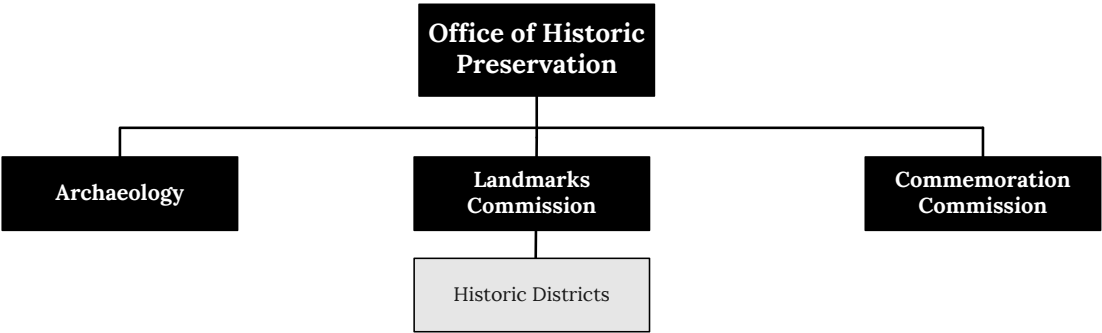 Office of Historic
Preservation
Archaeology
Landmarks
Commission
Commemoration
Commission
Historic Districts